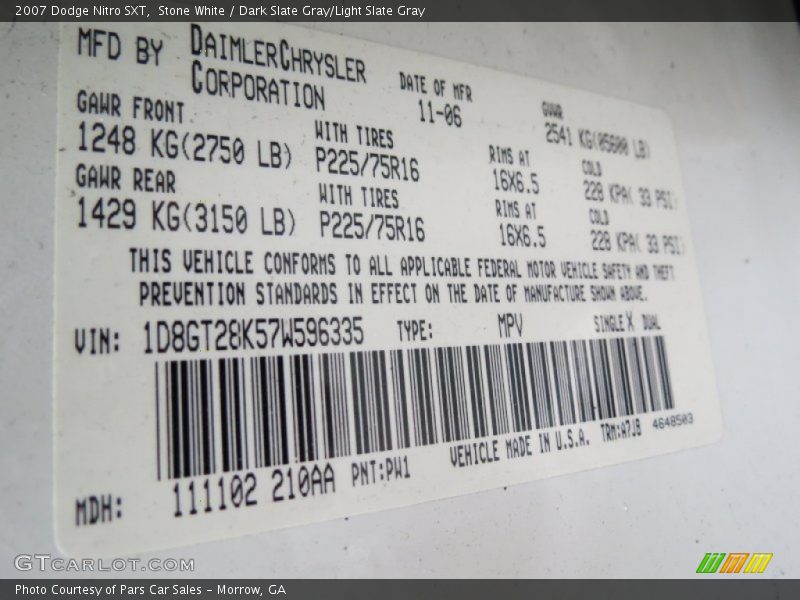 2007 Dodge Nitro SXT,  Stone White / Dark Slate Gray/Light Slate Gray
MFD BY DAIMLERCHRYSLER CORPORATION
DATE OF MFR 11-06
GVWR 2541 KG(05600 LB)
GAWR FRONT 1248 KG(2750 LB)
WITH TIRES P225/75R16
RIMS AT 16X6.5
COLD 228 KPA( 33 PSI)
GAWR REAR 1429 KG(3150 LB)
WITH TIRES P225/75R16
RIMS AT 16X6.5
COLD 228 KPA( 33 PSI)
THIS VEHICLE CONFORMS TO ALL APPLICABLE FEDERAL MOTOR VEHICLE SAFETY AND THEFT
PREVENTION STANDARDS IN EFFECT ON THE DATE OF MANUFACTURE SHOWN ABOVE.
VIN: 1D8GT28K57W596335 TYPE: MPV SINGLE X DUAL
MDH: 111102 210AA PNT:PW1 VEHICLE MADE IN U.S.A. TRM:A7J8 4648503
GTCARLOT.COM
Photo Courtesy of Pars Car Sales - Morrow, GA